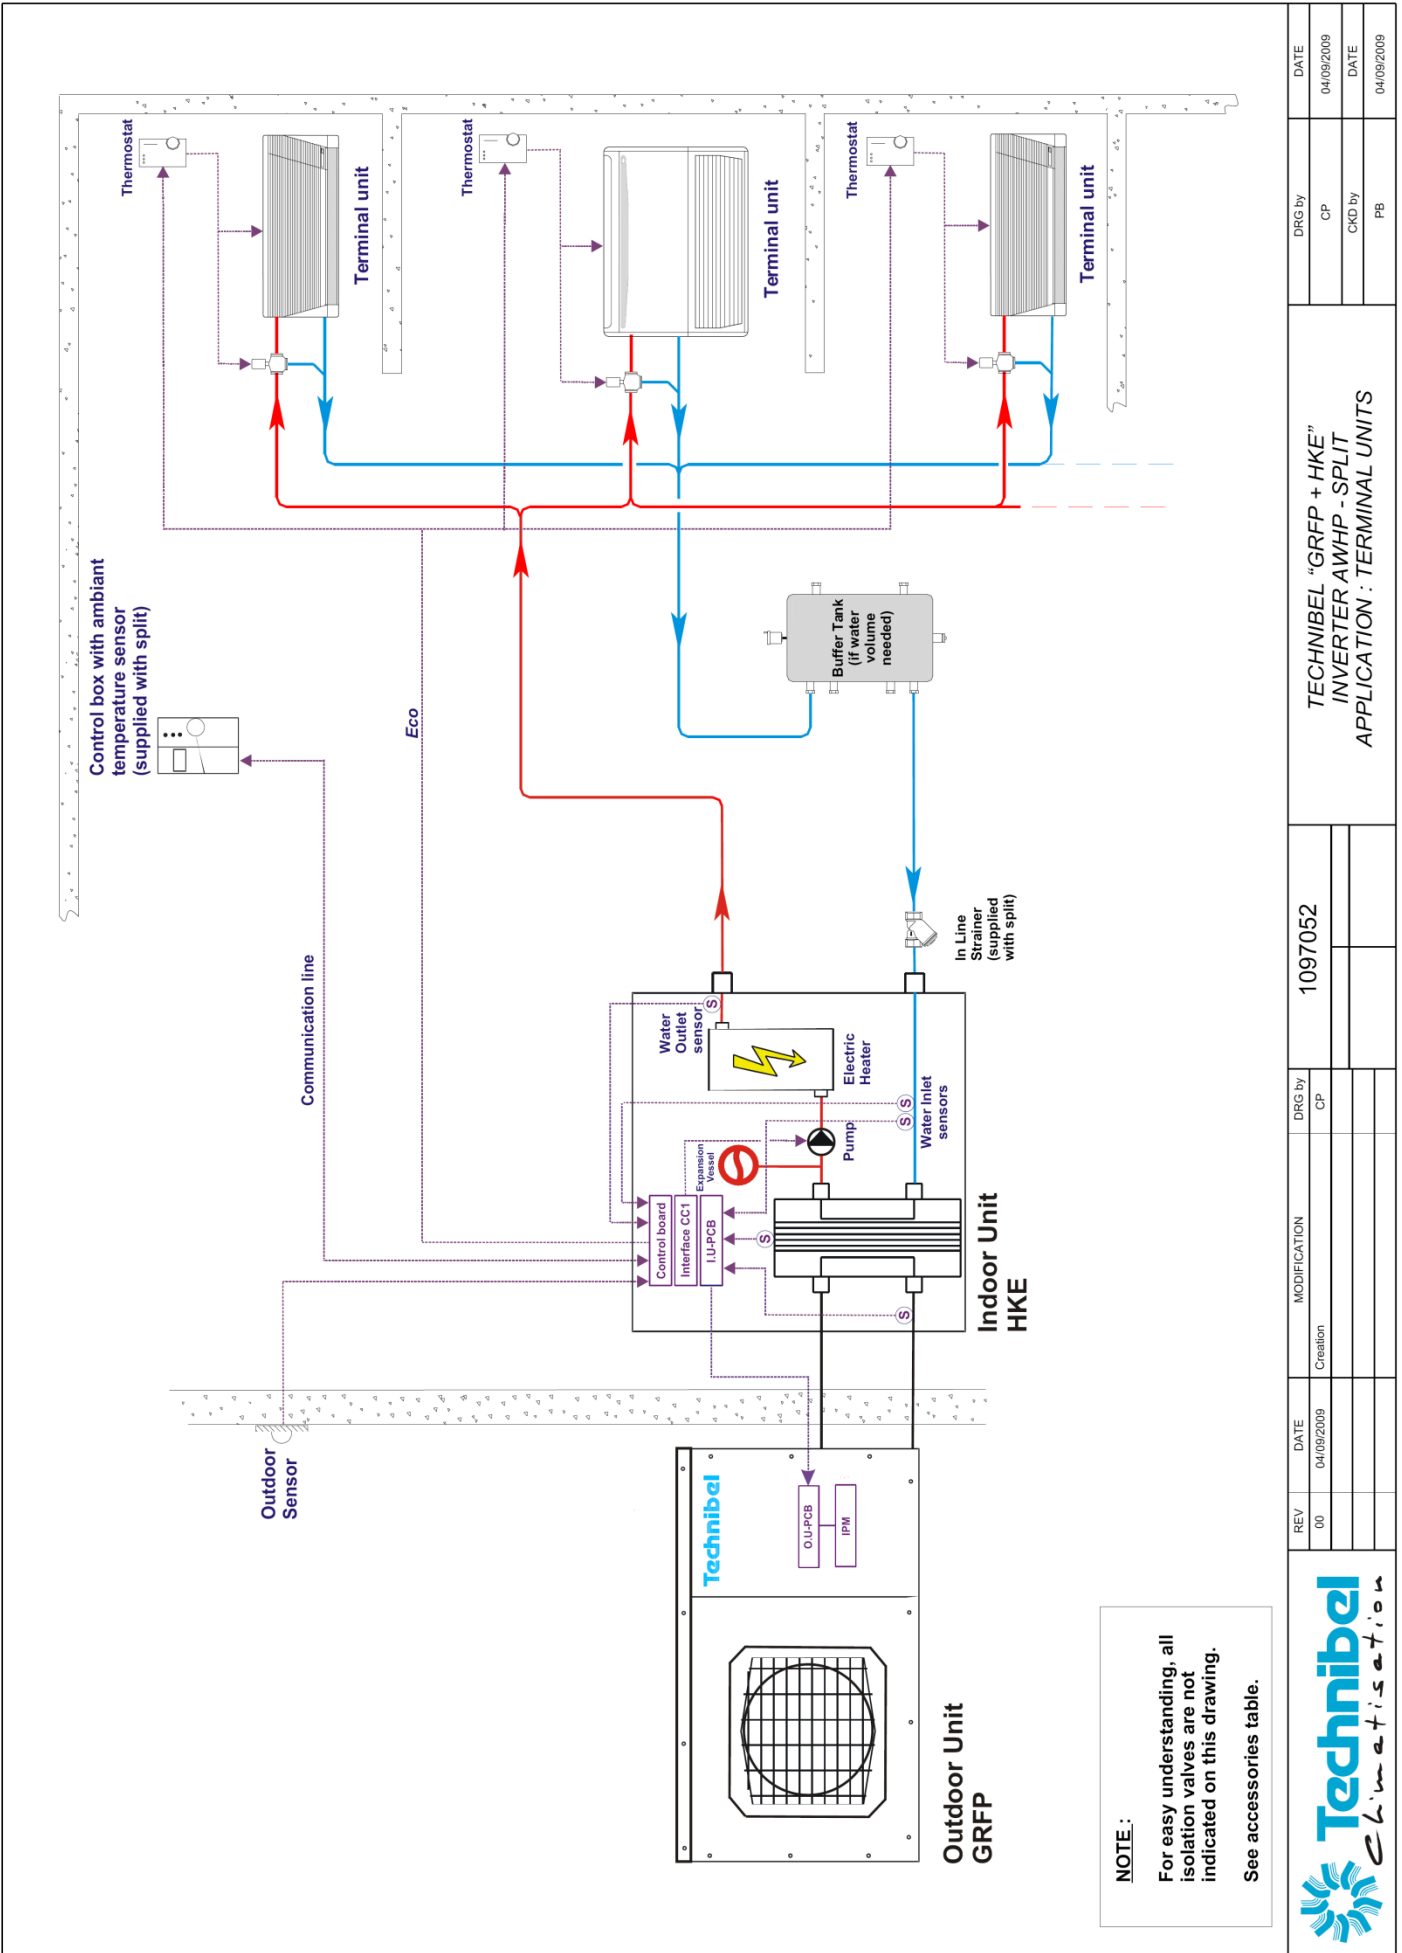 Outdoor
Sensor
Communication line
Control box with ambiant
temperature sensor
(supplied with split)
Eco
Thermostat
Terminal unit
Thermostat
Terminal unit
Thermostat
Terminal unit
Technibel
O.U-PCB
IPM
Outdoor Unit
GRFP
Control board
Interface CC1
I.U-PCB
Expansion
Vessel
Water
Outlet
sensor
S
S
S
S
S
Pump
Electric
Heater
Water Inlet
sensors
Indoor Unit
HKE
In Line
Strainer
(supplied
with split)
Buffer Tank
(if water
volume
needed)
NOTE :
For easy understanding, all
isolation valves are not
indicated on this drawing.
See accessories table.
Technibel
Climatisation
REV DATE MODIFICATION DRG by
00 04/09/2009 Creation CP
1097052
TECHNIBEL "GRFP + HKE"
INVERTER AWHP - SPLIT
APPLICATION : TERMINAL UNITS
DRG by DATE
CP 04/09/2009
CKD by DATE
PB 04/09/2009